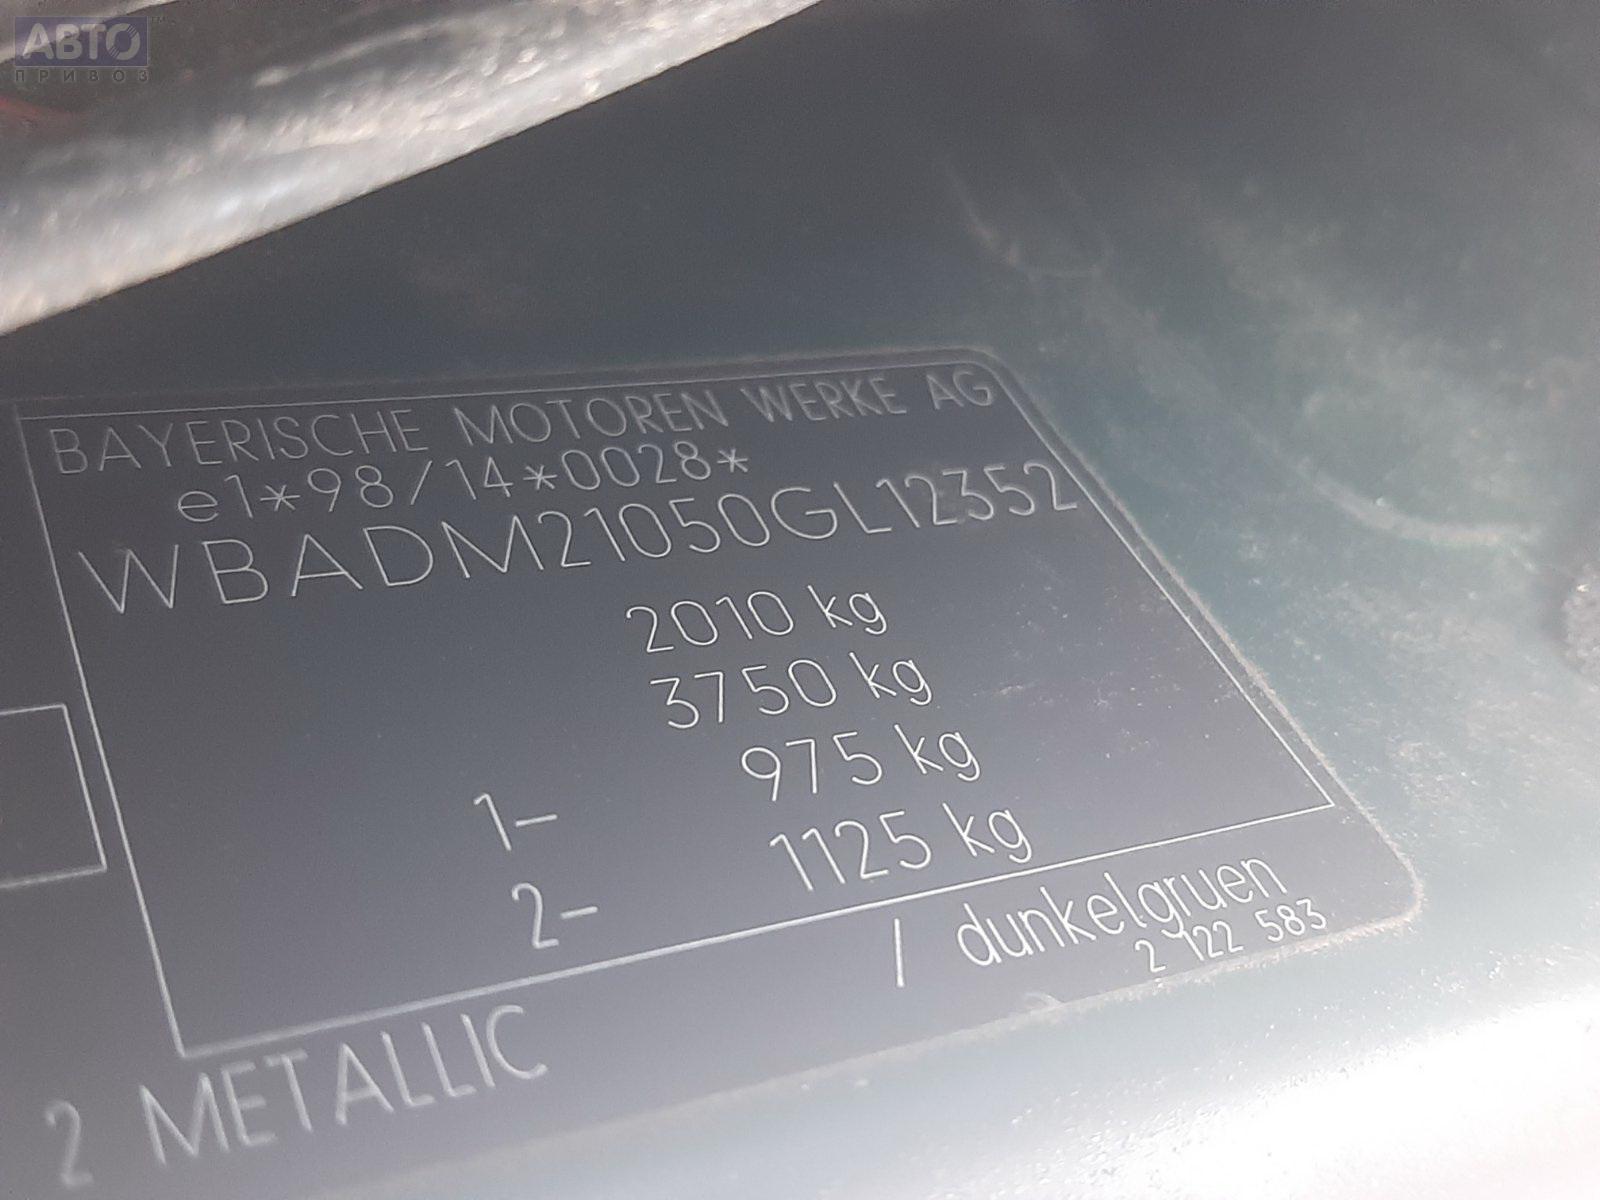 АВТО
ПРИВОЗ
BAYERISCHE MOTOREN WERKE AG
e1*98/14*0028*
WBADM21050GL12352
2010 kg
3750 kg
1- 975 kg
2- 1125 kg
2 METALLIC / dunkelgruen
2 122 583